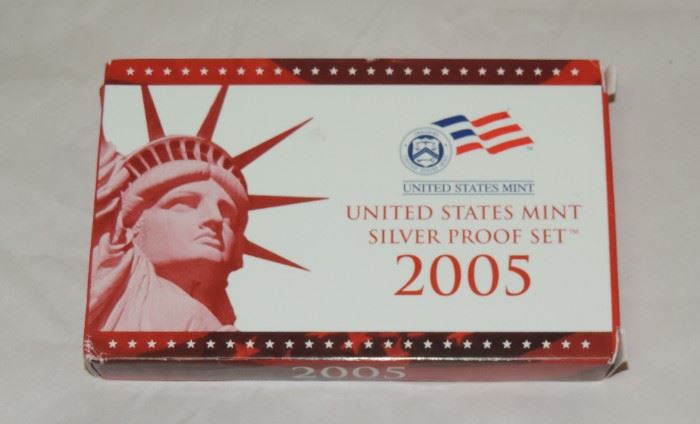 UNITED STATES MINT
UNITED STATES MINT
SILVER PROOF SET™
2005
2005